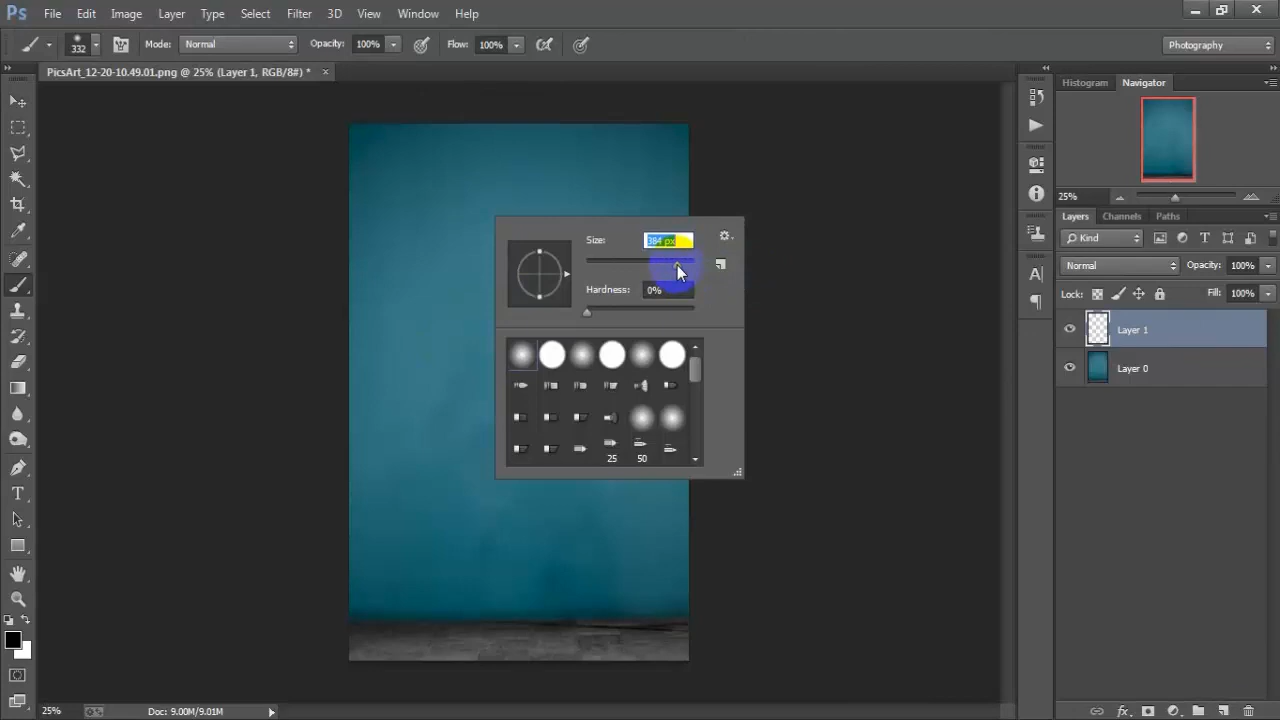 Ps File Edit Image Layer Type Select Filter 3D View Window Help
332 Mode: Normal Opacity: 100% Flow: 100% Photography
PicsArt_12-20-10.49.01.png @ 25% (Layer 1, RGB/8#) * ×
Histogram Navigator
25%
Layers Channels Paths
Kind
Normal Opacity: 100%
Lock: Fill: 100%
Layer 1
Layer 0
Size: 384 px
Hardness: 0%
25 50
25% Doc: 9.00M/9.01M